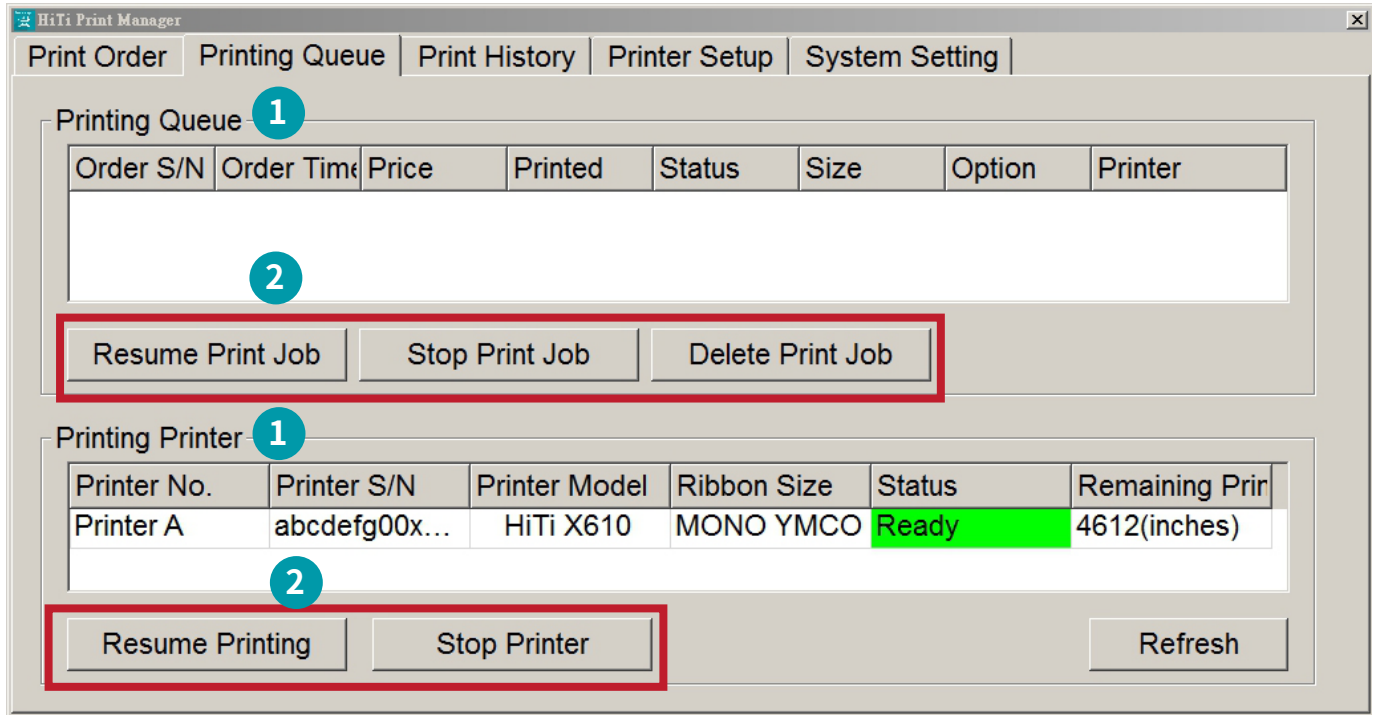 HiTi Print Manager
Print Order Printing Queue Print History Printer Setup System Setting
Printing Queue 1
Order S/N Order Time Price Printed Status Size Option Printer
2
Resume Print Job Stop Print Job Delete Print Job
Printing Printer 1
Printer No. Printer S/N Printer Model Ribbon Size Status Remaining Prin
Printer A abcdefg00x... HiTi X610 MONO YMCO Ready 4612(inches)
2
Resume Printing Stop Printer Refresh